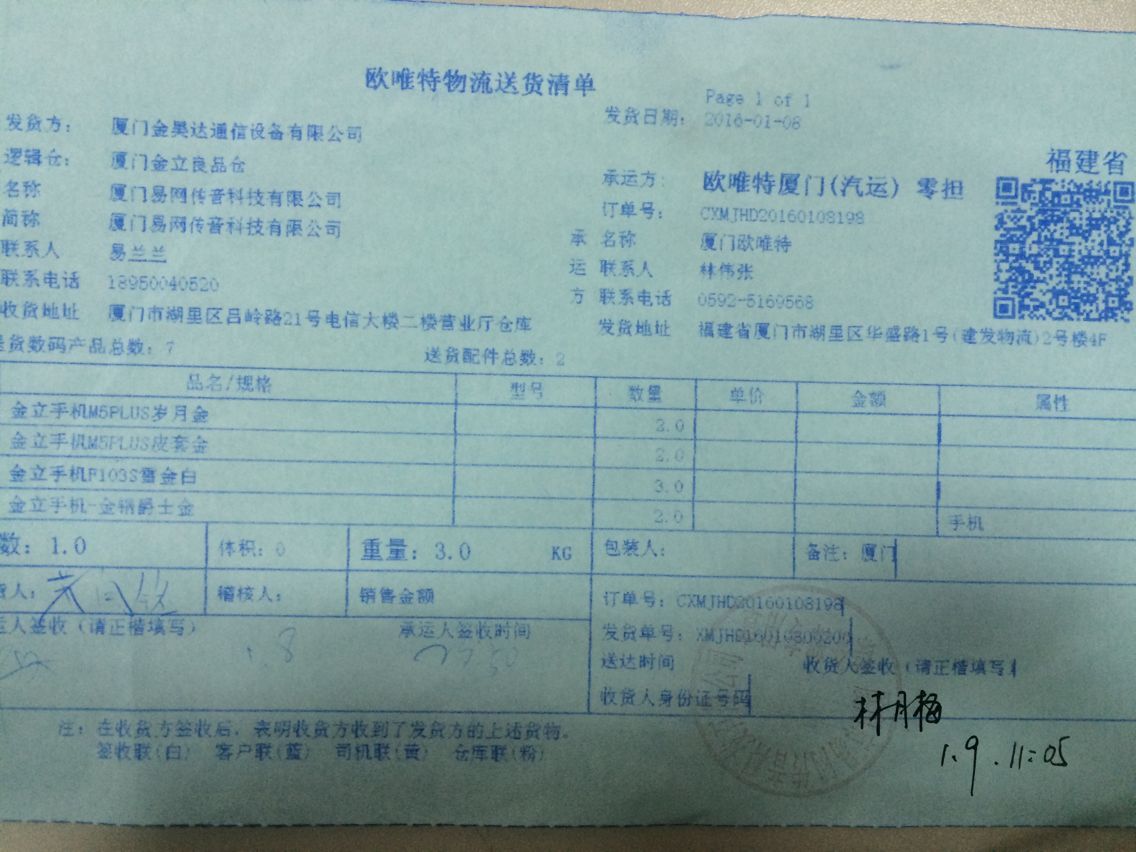 欧唯特物流送货清单
Page 1 of 1
发货日期: 2016-01-08
发货方: 厦门金昊达通信设备有限公司
逻辑仓: 厦门金立良品仓
名称 厦门易网传音科技有限公司
简称 厦门易网传音科技有限公司
联系人 易兰兰
联系电话 18950040520
收货地址 厦门市湖里区吕岭路21号电信大楼二楼营业厅仓库
福建省
承运方: 欧唯特厦门(汽运) 零担
订单号: CXMJHD20160108198
承 名称 厦门欧唯特
运 联系人 林伟张
方 联系电话 0592-5169568
发货地址 福建省厦门市湖里区华盛路1号(建发物流)2号楼4F
货数码产品总数: 7 送货配件总数: 2
品名/规格 型号 数量 单价 金额 属性
金立手机M5PLUS岁月金 2.0
金立手机M5PLUS皮套金 2.0
金立手机F103S雪金白 3.0
金立手机-金钢爵士金 2.0 手机
数: 1.0 体积: 0 重量: 3.0 KG 包装人: 备注: 厦门
人: 稽核人: 销售金额 订单号: CXMJHD20160108198
运人签收 (请正楷填写) 承运人签收时间 发货单号: XMJHD1601080020
1.8
送达时间 收货人签收 (请正楷填写)
收货人身份证号码
林月梅
1.9.11:05
注: 在收货方签收后, 表明收货方收到了发货方的上述货物。
签收联(白) 客户联(蓝) 司机联(黄) 仓库联(粉)